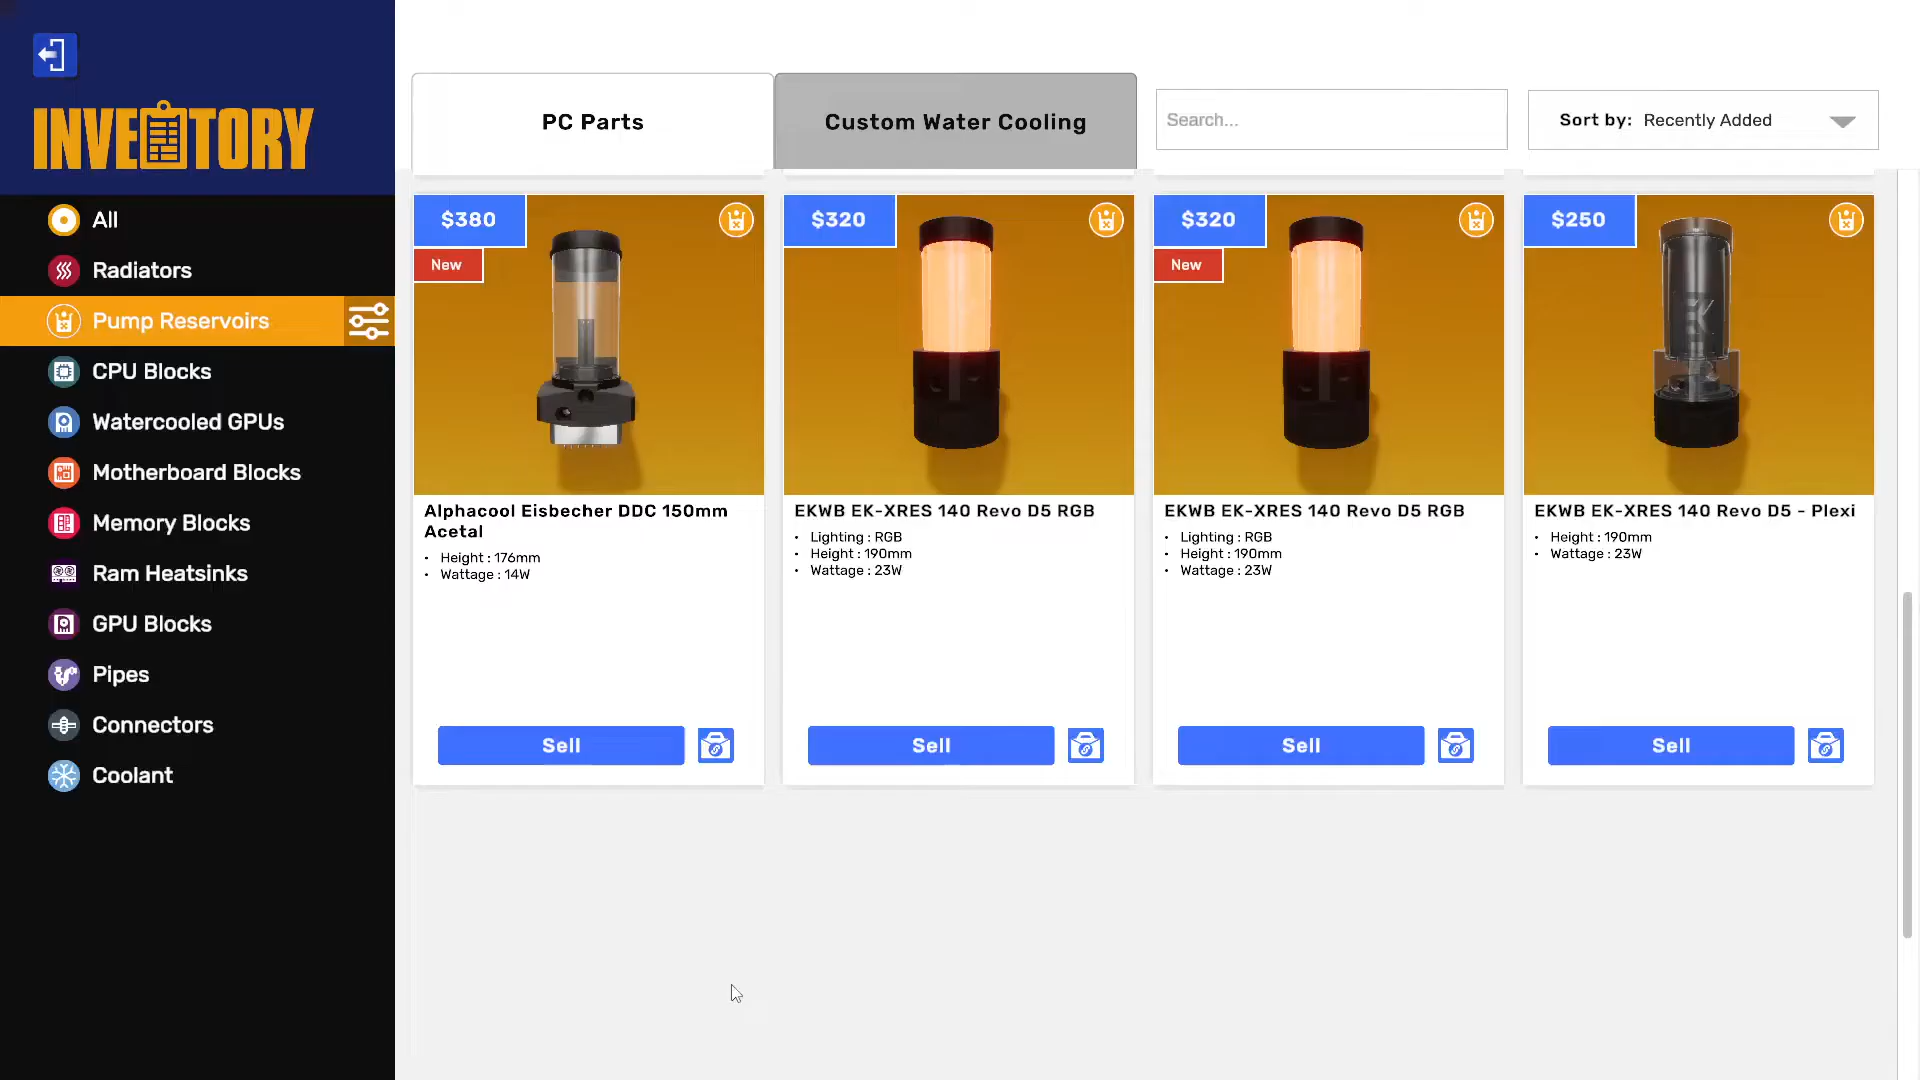 INVENTORY
PC Parts
Custom Water Cooling
Search...
Sort by: Recently Added
All
Radiators
Pump Reservoirs
CPU Blocks
Watercooled GPUs
Motherboard Blocks
Memory Blocks
Ram Heatsinks
GPU Blocks
Pipes
Connectors
Coolant
$380
New
Alphacool Eisbecher DDC 150mm
Acetal
• Height : 176mm
• Wattage : 14W
Sell
$320
EKWB EK-XRES 140 Revo D5 RGB
• Lighting : RGB
• Height : 190mm
• Wattage : 23W
Sell
$320
New
EKWB EK-XRES 140 Revo D5 RGB
• Lighting : RGB
• Height : 190mm
• Wattage : 23W
Sell
$250
EK
EKWB EK-XRES 140 Revo D5 - Plexi
• Height : 190mm
• Wattage : 23W
Sell